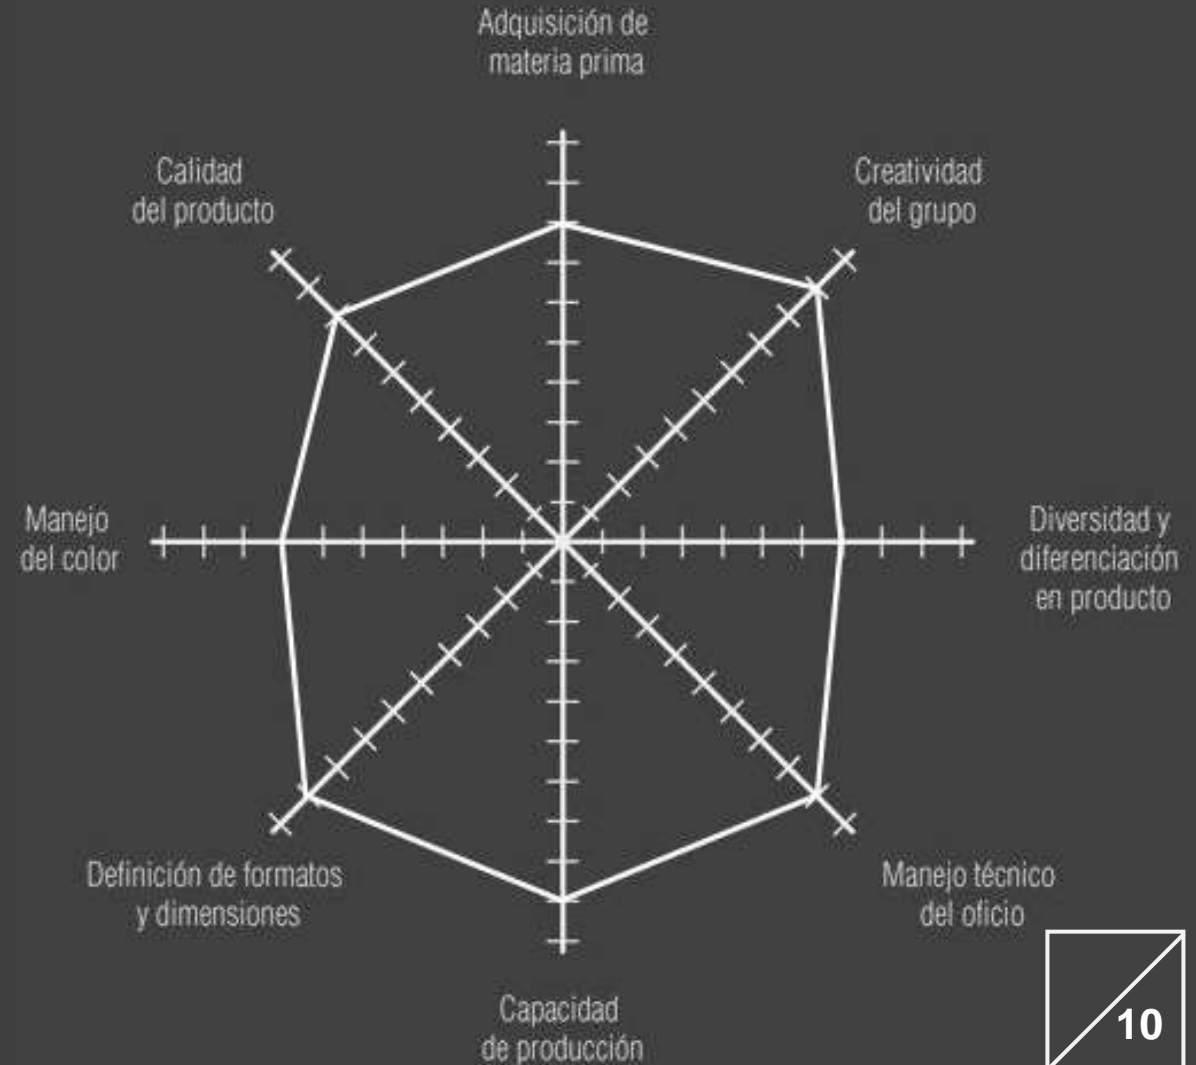 Adquisición de
materia prima
Calidad
del producto
Creatividad
del grupo
Manejo
del color
Diversidad y
diferenciación
en producto
Definición de formatos
y dimensiones
Manejo técnico
del oficio
Capacidad
de producción
10